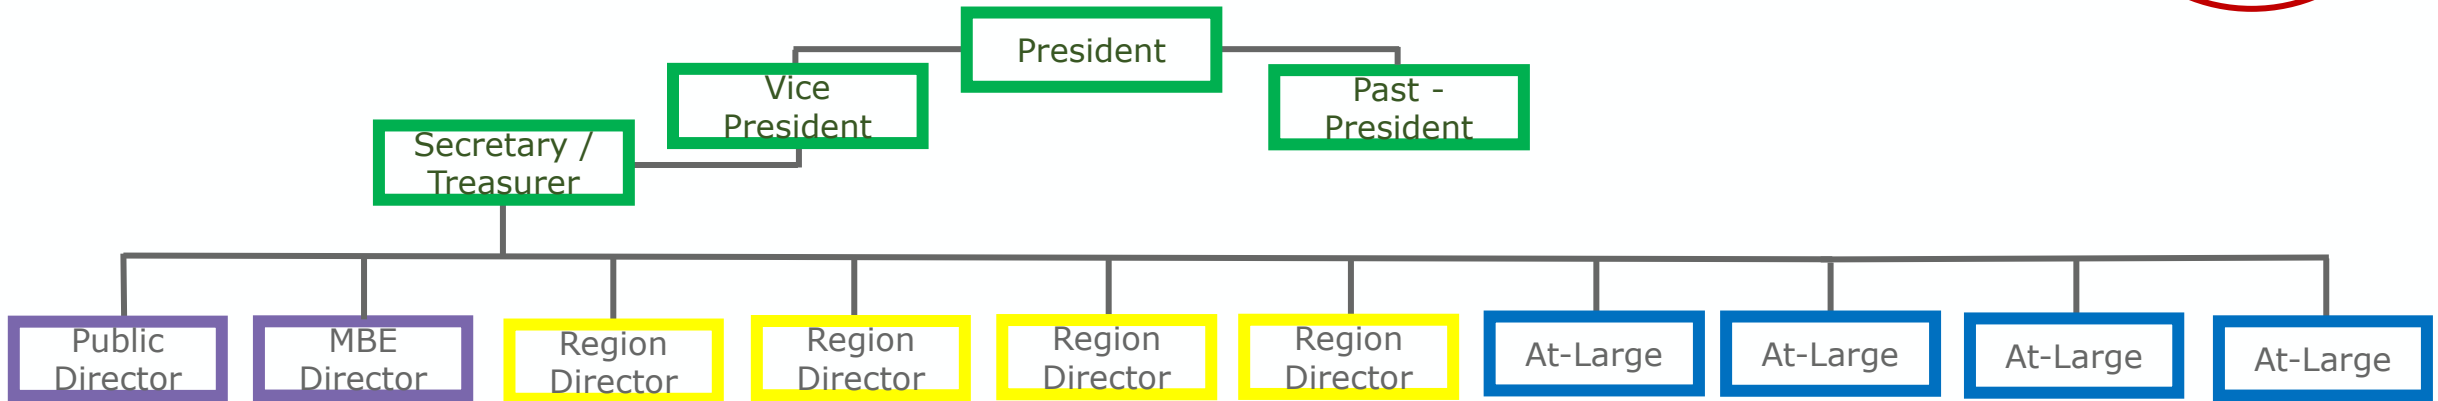 President
Vice
President
Past -
President
Secretary /
Treasurer
Public
Director
MBE
Director
Region
Director
Region
Director
Region
Director
Region
Director
At-Large
At-Large
At-Large
At-Large